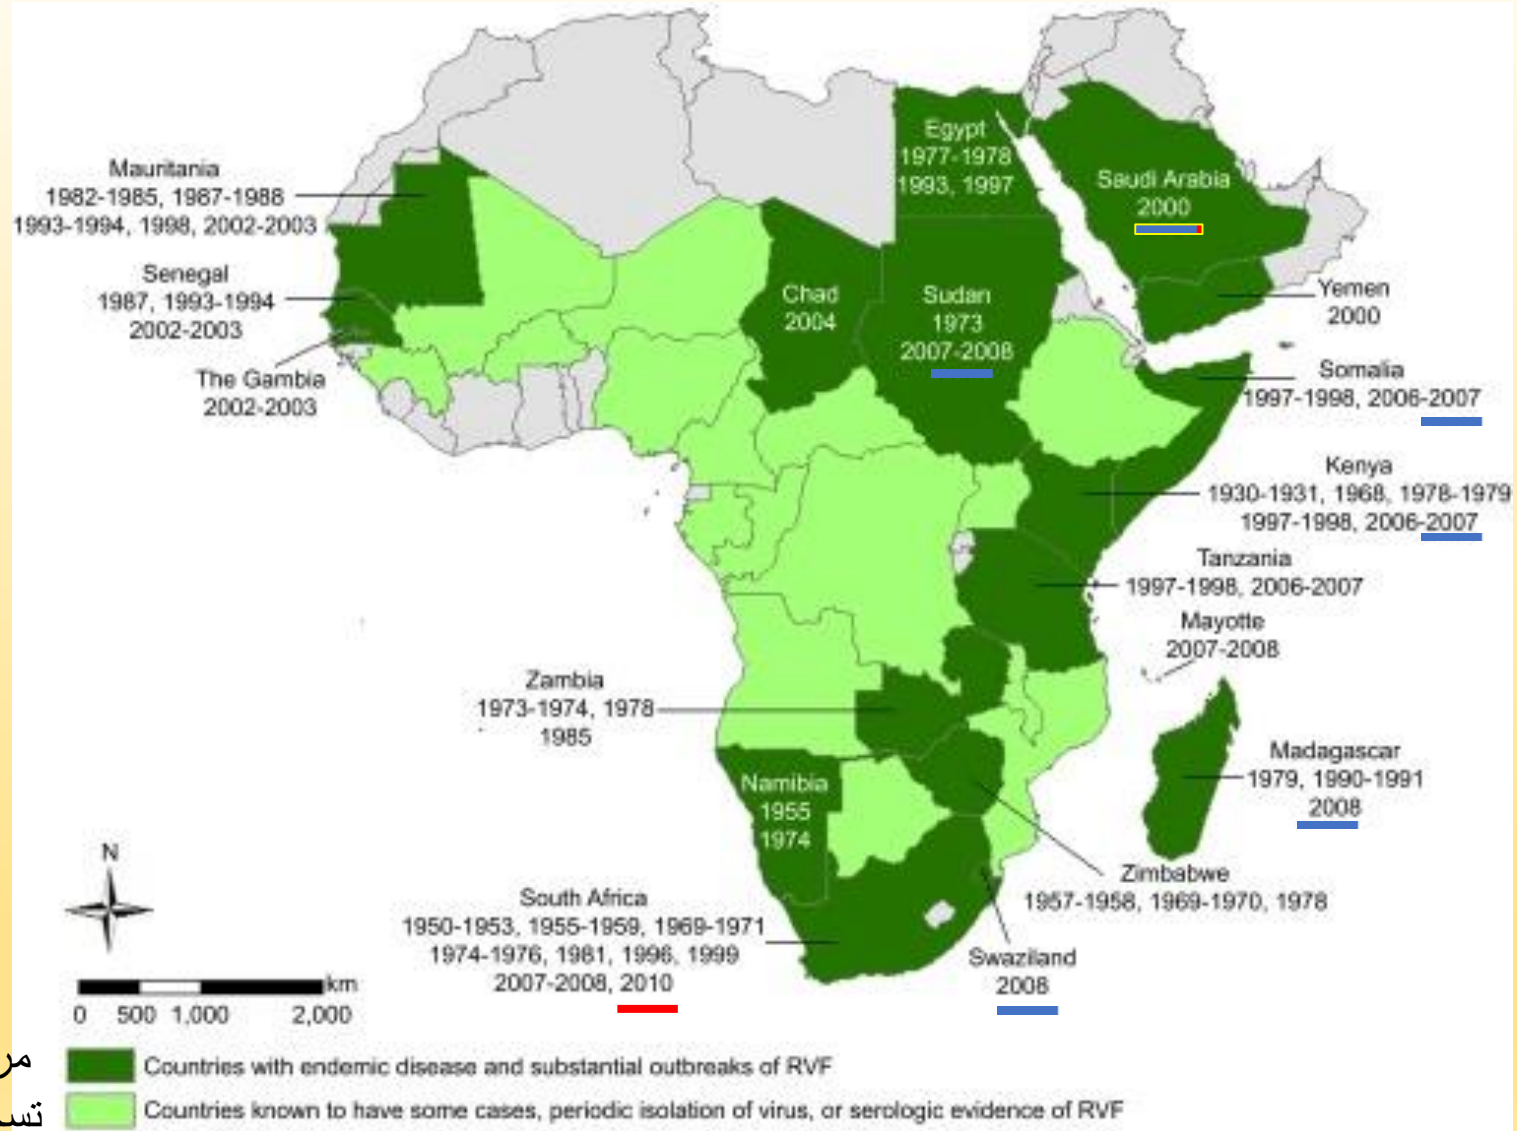 Egypt
1977-1978
1993, 1997
Saudi Arabia
2000
Mauritania
1982-1985, 1987-1988
1993-1994, 1998, 2002-2003
Senegal
1987, 1993-1994
2002-2003
The Gambia
2002-2003
Chad
2004
Sudan
1973
2007-2008
Yemen
2000
Somalia
1997-1998, 2006-2007
Kenya
1930-1931, 1968, 1978-1979
1997-1998, 2006-2007
Tanzania
1997-1998, 2006-2007
Mayotte
2007-2008
Zambia
1973-1974, 1978
1985
Madagascar
1979, 1990-1991
2008
Namibia
1955
1974
Zimbabwe
1957-1958, 1969-1970, 1978
South Africa
1950-1953, 1955-1959, 1969-1971
1974-1976, 1981, 1996, 1999
2007-2008, 2010
Swaziland
2008
N
km
0 500 1,000 2,000
Countries with endemic disease and substantial outbreaks of RVF
Countries known to have some cases, periodic isolation of virus, or serologic evidence of RVF